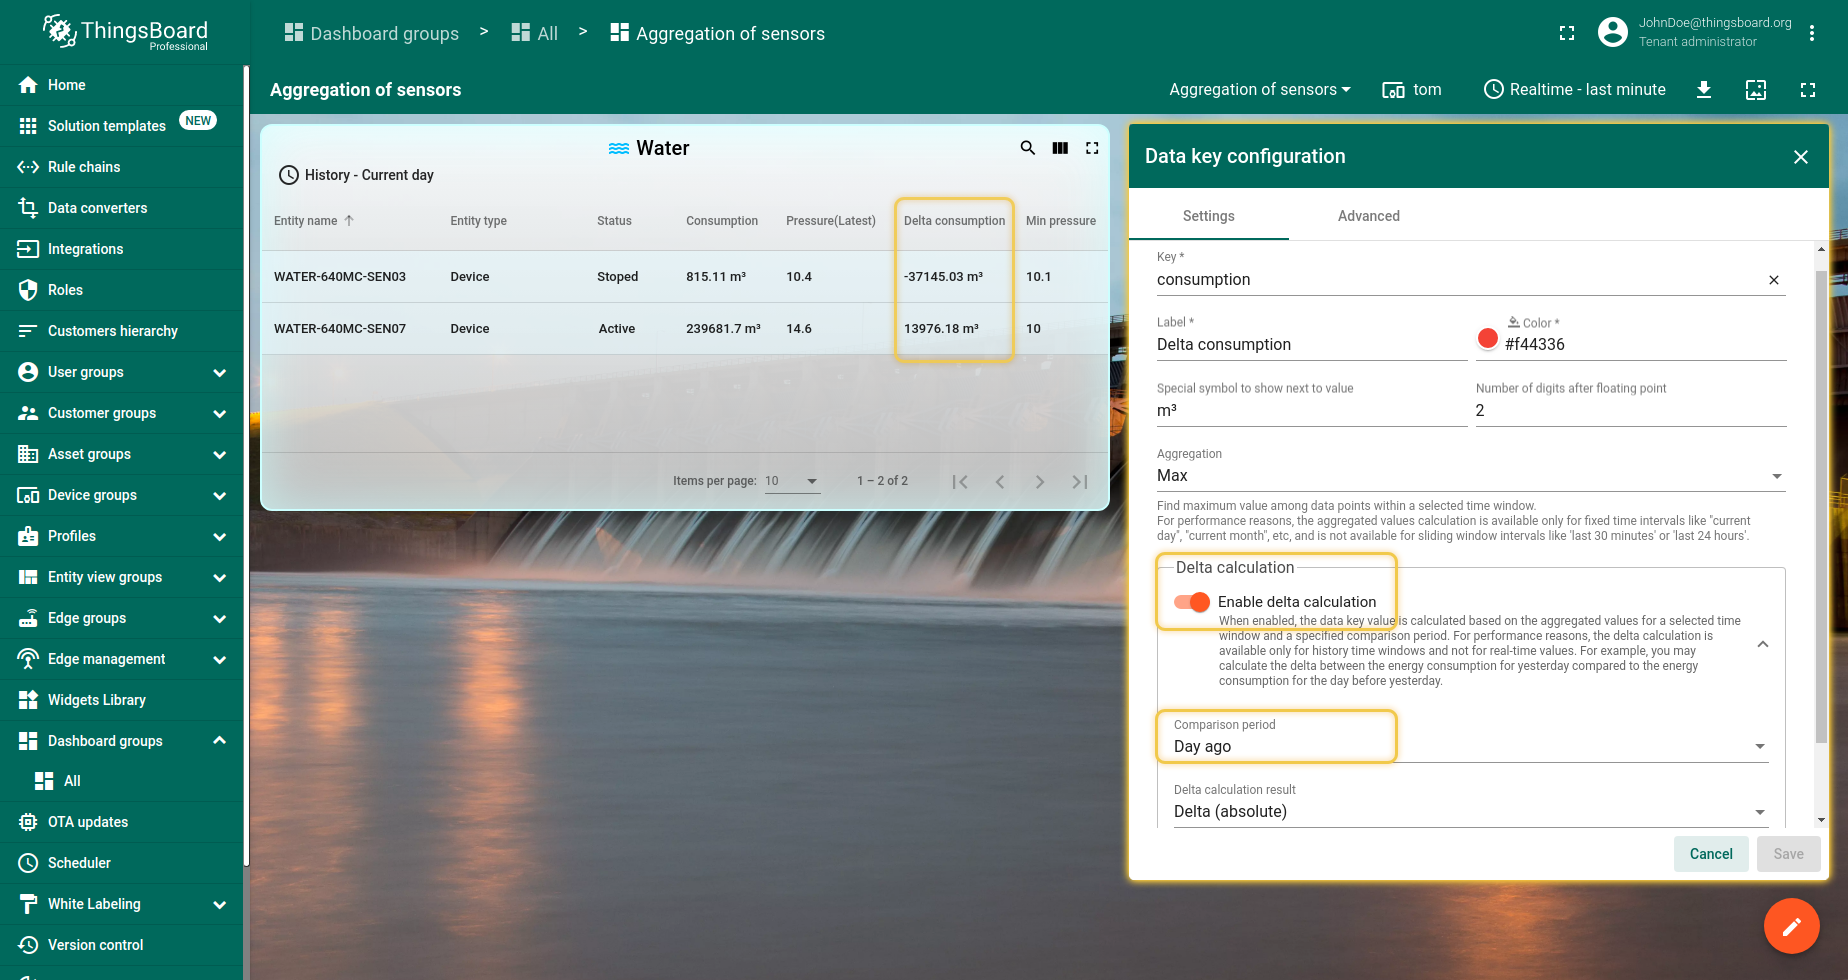 ThingsBoard
Professional
Dashboard groups > All > Aggregation of sensors
JohnDoe@thingsboard.org
Tenant administrator
Home
Solution templates NEW
Rule chains
Data converters
Integrations
Roles
Customers hierarchy
User groups
Customer groups
Asset groups
Device groups
Profiles
Entity view groups
Edge groups
Edge management
Widgets Library
Dashboard groups
All
OTA updates
Scheduler
White Labeling
Version control
Aggregation of sensors
Aggregation of sensors tom Realtime - last minute
Water
History - Current day
Entity name Entity type Status Consumption Pressure(Latest) Delta consumption Min pressure
WATER-640MC-SEN03 Device Stoped 815.11 m³ 10.4 -37145.03 m³ 10.1
WATER-640MC-SEN07 Device Active 239681.7 m³ 14.6 13976.18 m³ 10
Items per page: 10 1 – 2 of 2
Data key configuration
Settings Advanced
Key *
consumption
Label * Color *
Delta consumption #f44336
Special symbol to show next to value Number of digits after floating point
m³ 2
Aggregation
Max
Find maximum value among data points within a selected time window.
For performance reasons, the aggregated values calculation is available only for fixed time intervals like "current
day", "current month", etc, and is not available for sliding window intervals like 'last 30 minutes' or 'last 24 hours'.
Delta calculation
Enable delta calculation
When enabled, the data key value is calculated based on the aggregated values for a selected time
window and a specified comparison period. For performance reasons, the delta calculation is
available only for history time windows and not for real-time values. For example, you may
calculate the delta between the energy consumption for yesterday compared to the energy
consumption for the day before yesterday.
Comparison period
Day ago
Delta calculation result
Delta (absolute)
Cancel Save